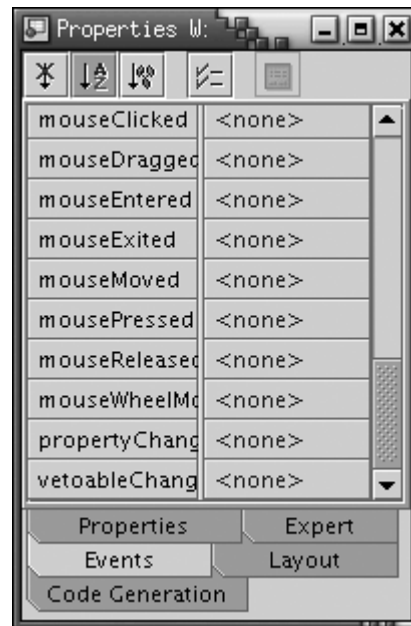 Properties W:
mouseClicked <none>
mouseDragged <none>
mouseEntered <none>
mouseExited <none>
mouseMoved <none>
mousePressed <none>
mouseReleased <none>
mouseWheelMo <none>
propertyChang <none>
vetoableChang <none>
Properties Expert
Events Layout
Code Generation